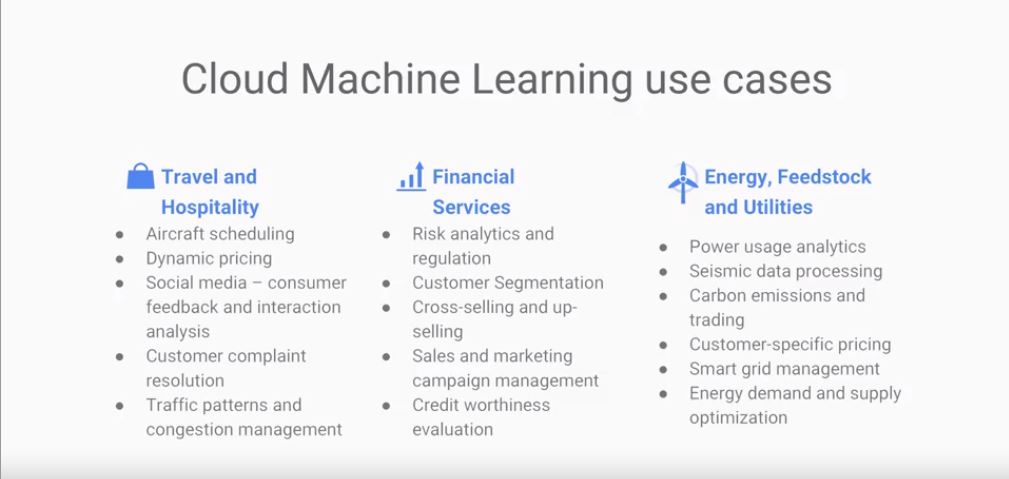 Cloud Machine Learning use cases
Travel and
Hospitality
● Aircraft scheduling
● Dynamic pricing
● Social media – consumer
feedback and interaction
analysis
● Customer complaint
resolution
● Traffic patterns and
congestion management
Financial
Services
● Risk analytics and
regulation
● Customer Segmentation
● Cross-selling and up-
selling
● Sales and marketing
campaign management
● Credit worthiness
evaluation
Energy, Feedstock
and Utilities
● Power usage analytics
● Seismic data processing
● Carbon emissions and
trading
● Customer-specific pricing
● Smart grid management
● Energy demand and supply
optimization